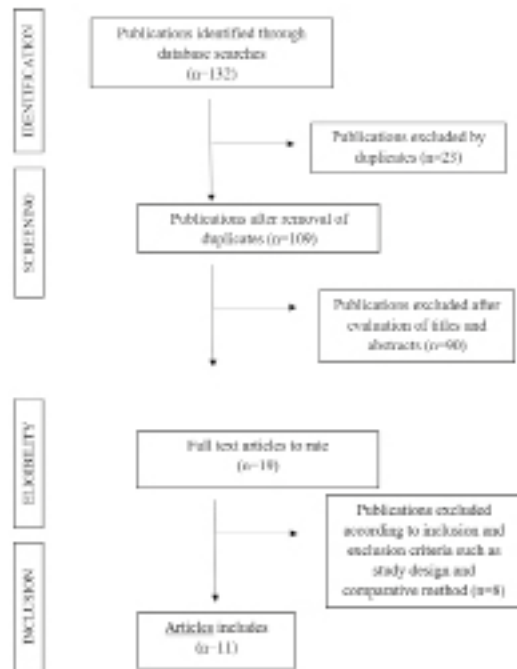 IDENTIFICATION
Publications identified through
database searches
(n=132)
Publications excluded by
duplicates (n=23)
SCREENING
Publications after removal of
duplicates (n=109)
Publications excluded after
evaluation of titles and
abstracts (n=90)
ELIGIBILITY
Full text articles to rate
(n=19)
Publications excluded
according to inclusion and
exclusion criteria such as
study design and
comparative method (n=8)
INCLUSION
Articles includes
(n=11)